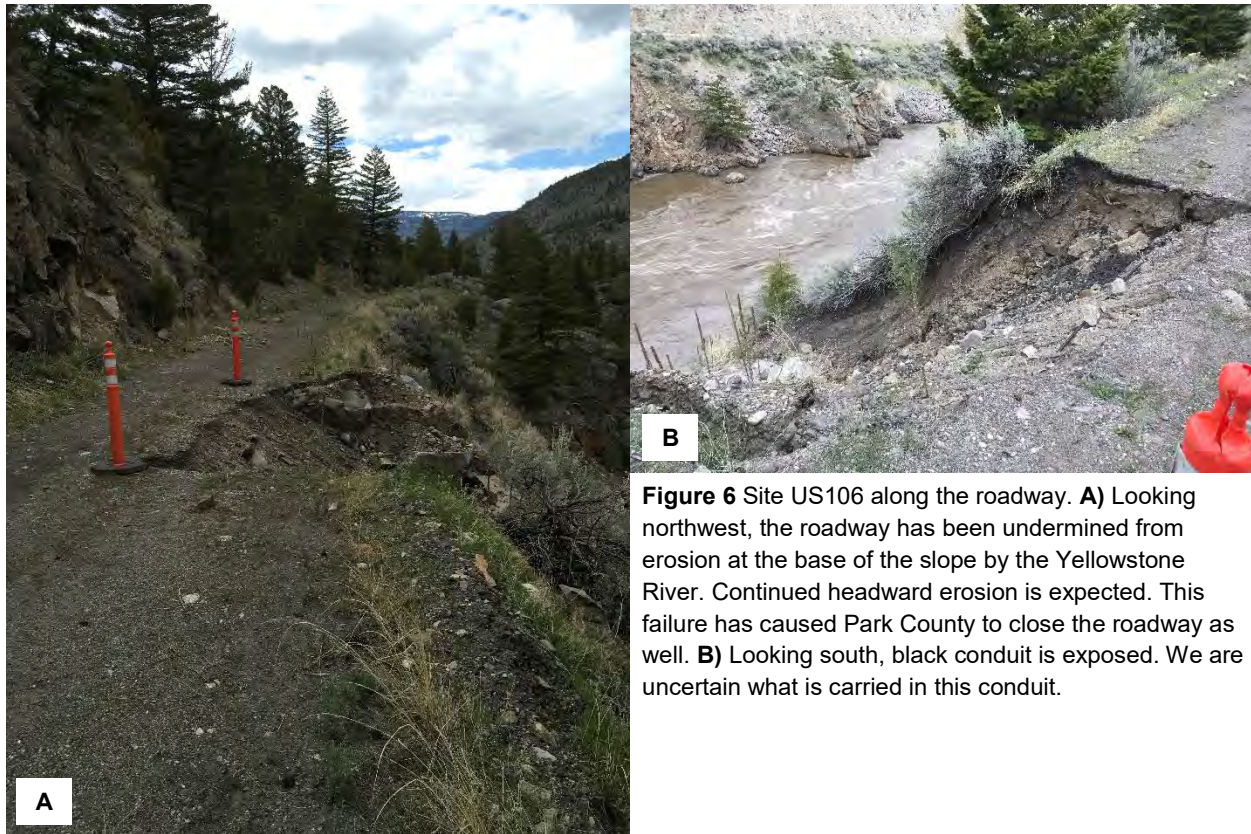 A
B
Figure 6 Site US106 along the roadway. A) Looking
northwest, the roadway has been undermined from
erosion at the base of the slope by the Yellowstone
River. Continued headward erosion is expected. This
failure has caused Park County to close the roadway as
well. B) Looking south, black conduit is exposed. We are
uncertain what is carried in this conduit.